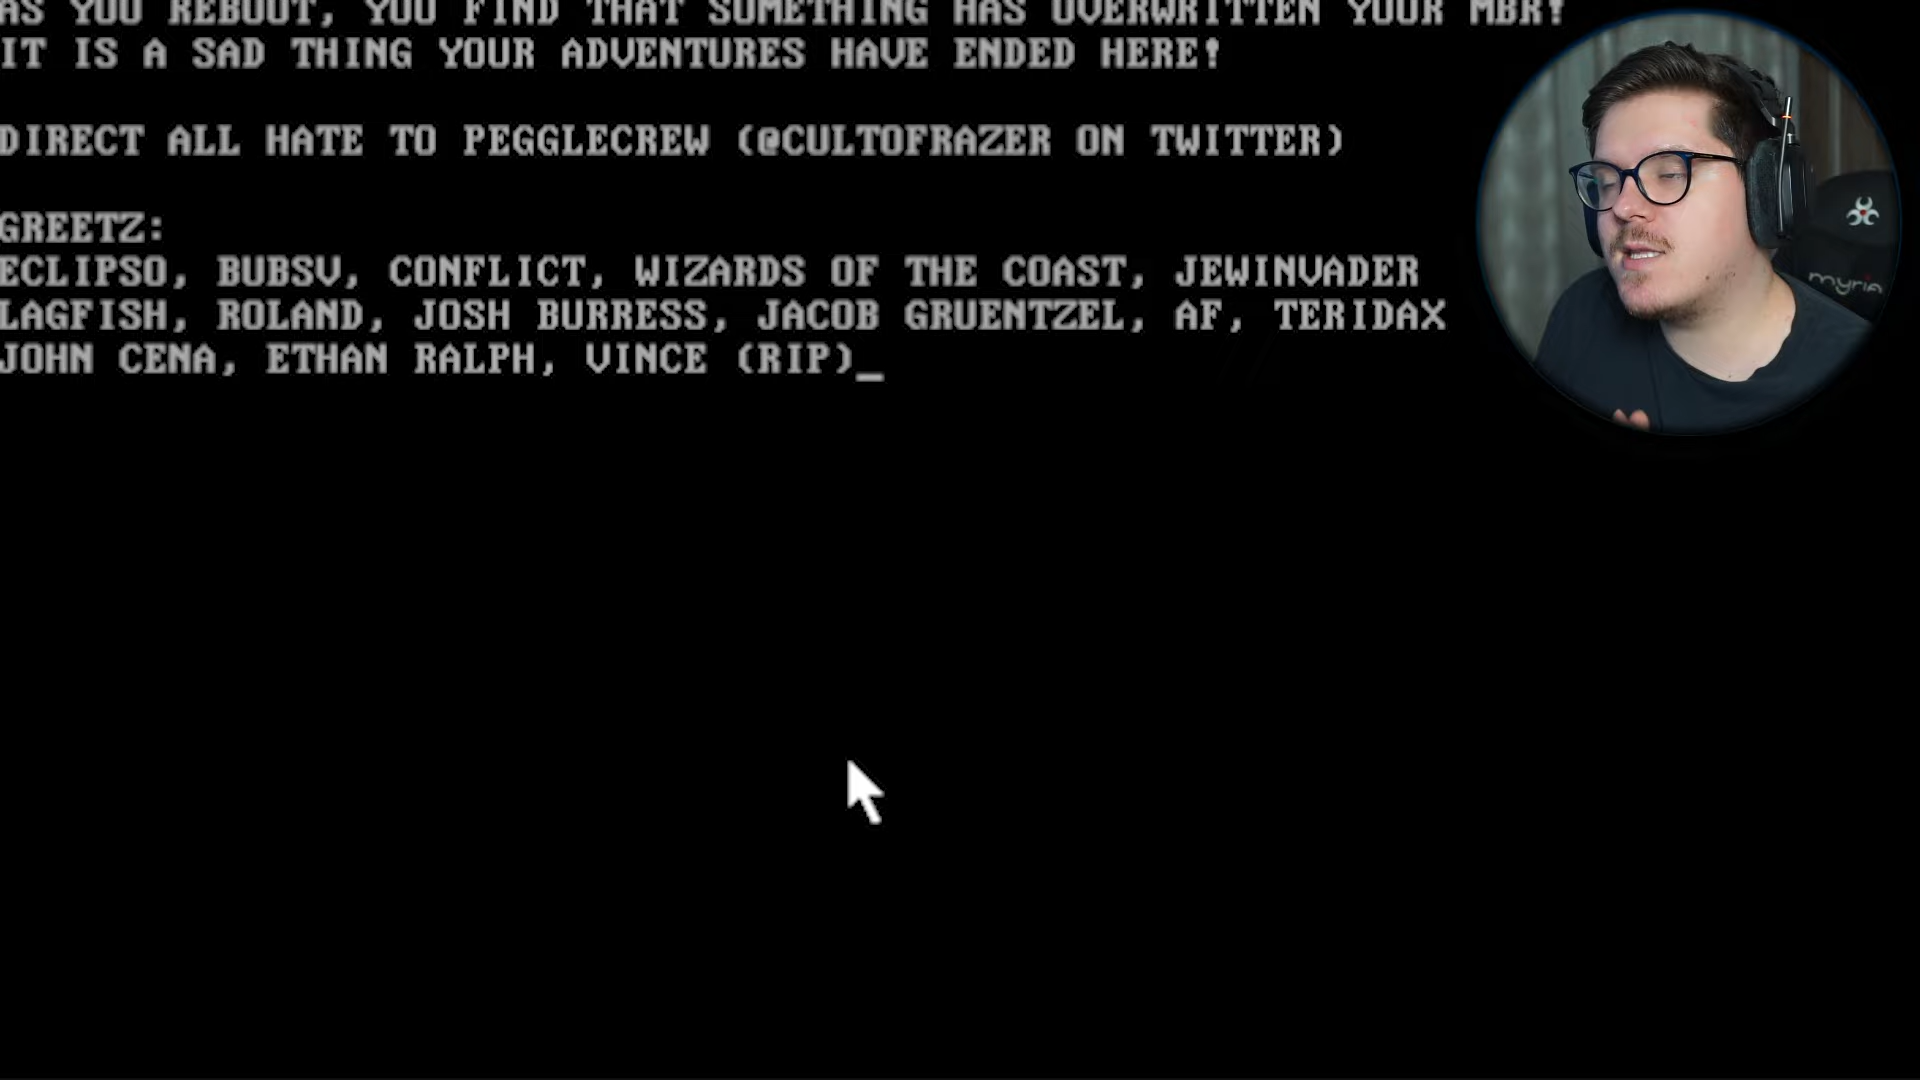 AS YOU REBOOT, YOU FIND THAT SOMETHING HAS OVERWRITTEN YOUR MBR!
IT IS A SAD THING YOUR ADVENTURES HAVE ENDED HERE!
DIRECT ALL HATE TO PEGGLECREW (@CULTOFRAZER ON TWITTER)
GREETZ:
ECLIPSO, BUBSV, CONFLICT, WIZARDS OF THE COAST, JEWINVADER
LAGFISH, ROLAND, JOSH BURRESS, JACOB GRUENTZEL, AF, TERIDAX
JOHN CENA, ETHAN RALPH, VINCE (RIP)_
myria